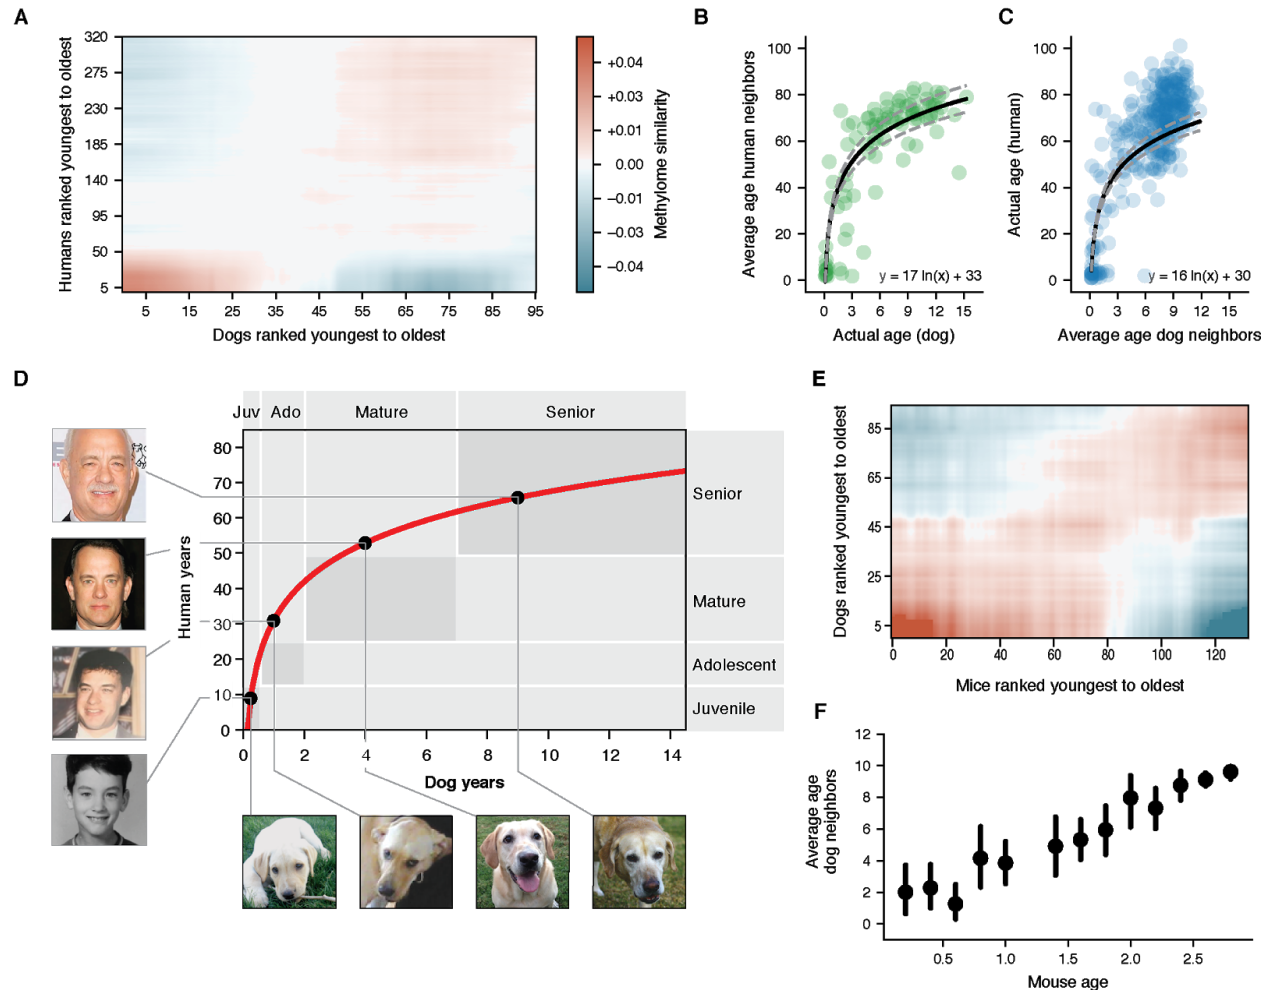 A
Humans ranked youngest to oldest
320
275
230
185
140
95
50
5
5 15 25 35 45 55 65 75 85 95
Dogs ranked youngest to oldest
+0.04
+0.03
+0.01
0.00
−0.01
−0.03
−0.04
Methylome similarity
B
Average age human neighbors
100
80
60
40
20
0
y = 17 ln(x) + 33
0 3 6 9 12 15
Actual age (dog)
C
Actual age (human)
100
80
60
40
20
0
y = 16 ln(x) + 30
0 3 6 9 12 15
Average age dog neighbors
D
Juv Ado Mature Senior
Human years
80
70
60
50
40
30
20
10
0
Senior
Mature
Adolescent
Juvenile
0 2 4 6 8 10 12 14
Dog years
E
Dogs ranked youngest to oldest
85
65
45
25
5
0 20 40 60 80 100 120
Mice ranked youngest to oldest
F
Average age
dog neighbors
12
10
8
6
4
2
0
0.5 1.0 1.5 2.0 2.5
Mouse age